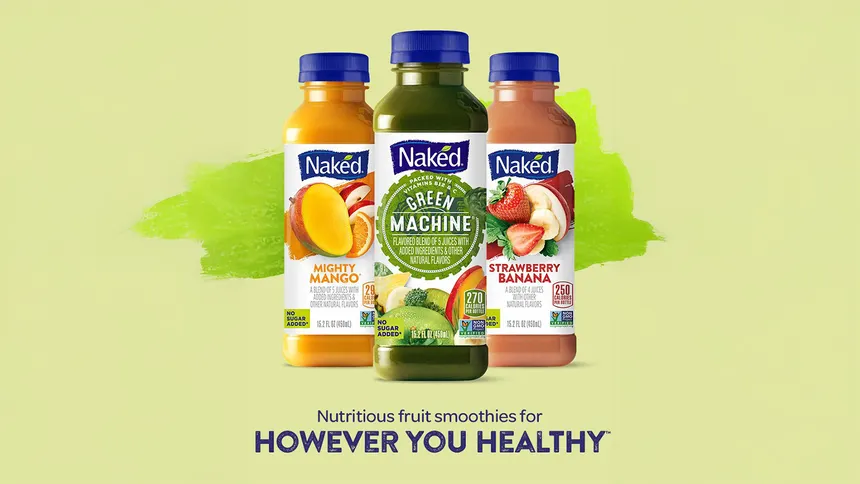 Naked
MIGHTY
MANGO
A BLEND OF 5 JUICES WITH
ADDED INGREDIENTS &
OTHER NATURAL FLAVORS
NO
SUGAR
ADDED*
15.2 FL OZ (450mL)
Naked
PACKED WITH
VITAMINS B12 & C
GREEN
MACHINE
FLAVORED BLEND OF 5 JUICES WITH
ADDED INGREDIENTS & OTHER
NATURAL FLAVORS
270
CALORIES
PER BOTTLE
NO
SUGAR
ADDED*
15.2 FL OZ (450mL)
Naked
STRAWBERRY
BANANA
A BLEND OF 4 JUICES
WITH OTHER
NATURAL FLAVORS
250
CALORIES
PER BOTTLE
15.2 FL OZ (450mL)
Nutritious fruit smoothies for
HOWEVER YOU HEALTHY™